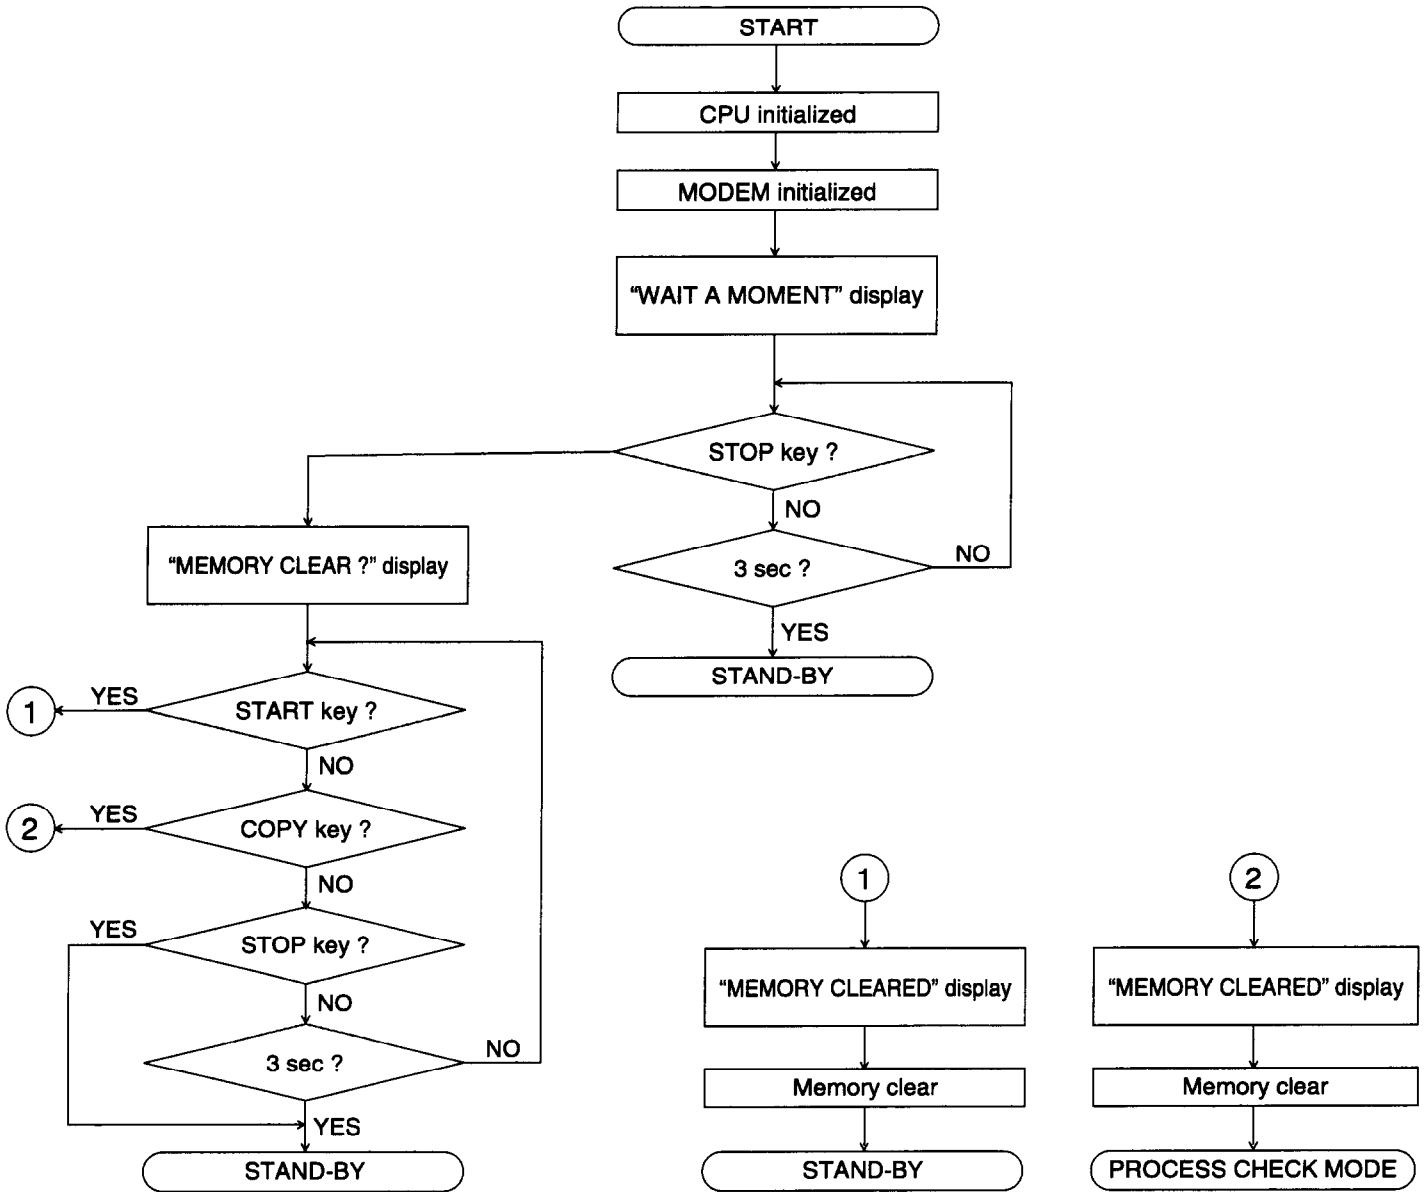 START
CPU initialized
MODEM initialized
“WAIT A MOMENT” display
STOP key ?
NO
3 sec ?
NO
YES
STAND-BY
“MEMORY CLEAR ?” display
START key ?
YES
1
NO
COPY key ?
YES
2
NO
STOP key ?
YES
NO
3 sec ?
NO
YES
STAND-BY
1
“MEMORY CLEARED” display
Memory clear
STAND-BY
2
“MEMORY CLEARED” display
Memory clear
PROCESS CHECK MODE